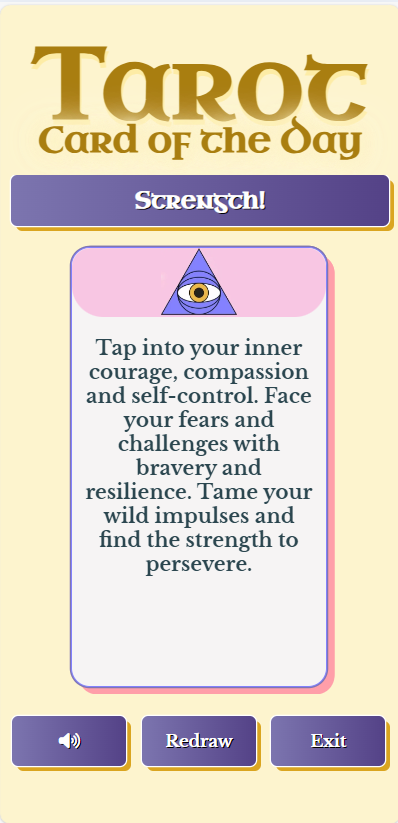 Tarot
Card of the Day
Strength!
Tap into your inner
courage, compassion
and self-control. Face
your fears and
challenges with
bravery and
resilience. Tame your
wild impulses and
find the strength to
persevere.
Redraw
Exit